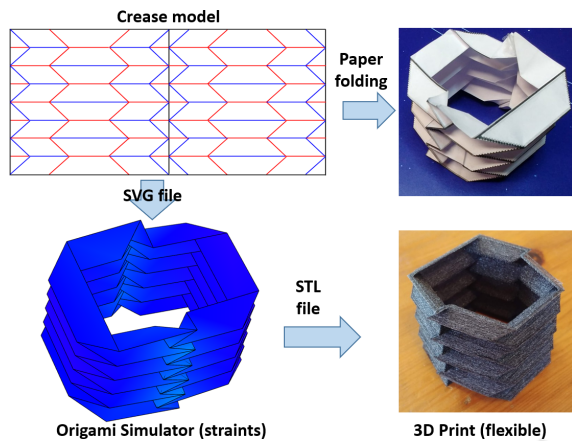 Crease model
Paper
folding
SVG file
STL
file
Origami Simulator (straints)
3D Print (flexible)